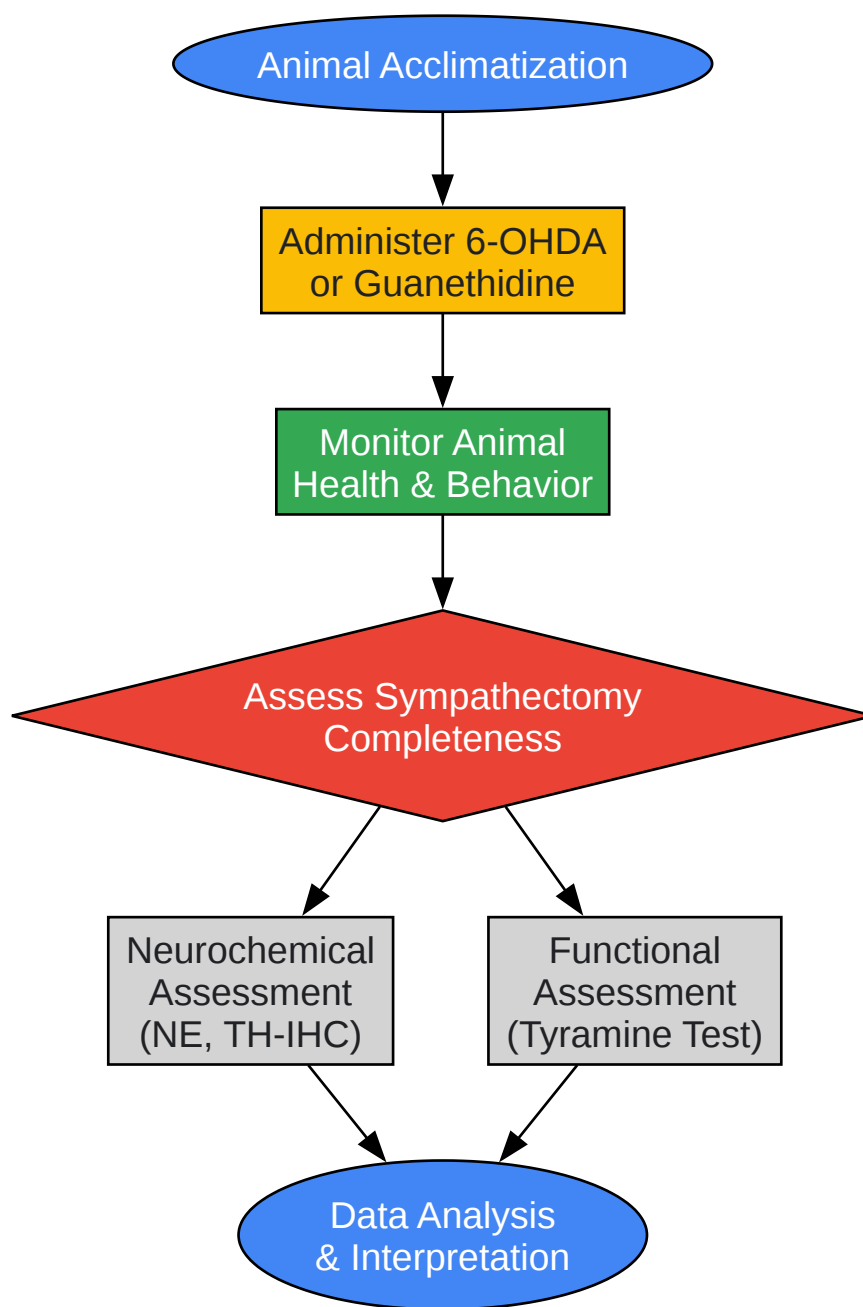 Animal Acclimatization
Administer 6-OHDA
or Guanethidine
Monitor Animal
Health & Behavior
Assess Sympathectomy
Completeness
Neurochemical
Assessment
(NE, TH-IHC)
Functional
Assessment
(Tyramine Test)
Data Analysis
& Interpretation